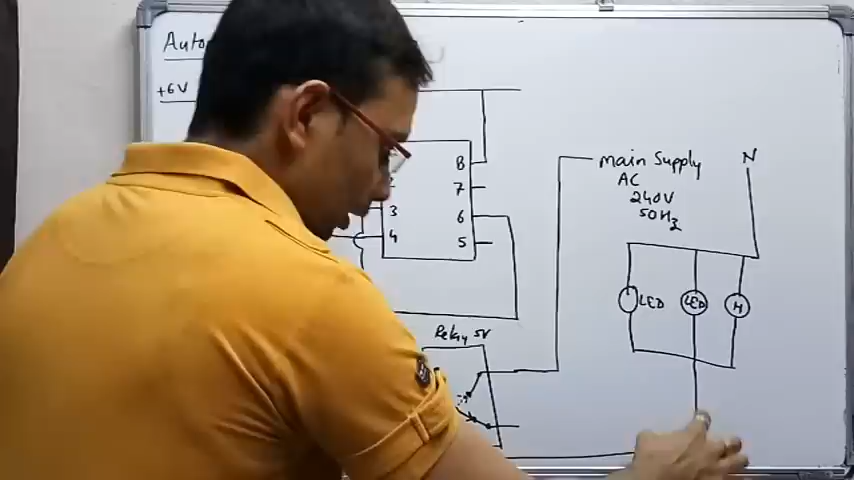 Auto
+6V
8
7
3
6
4
5
Main Supply
AC
240V
50Hz
N
LED
LED
M
Relay 5V